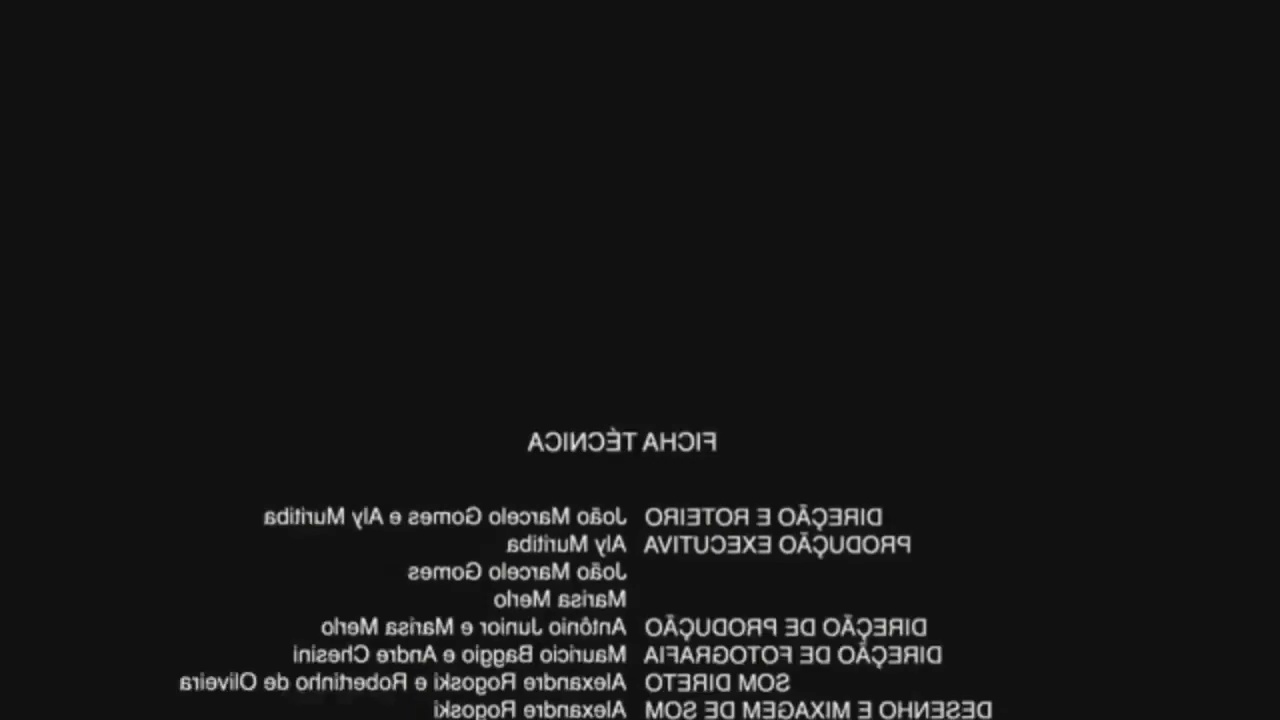 FICHA TÉCNICA
DIREÇÃO E ROTEIRO João Marcelo Gomes e Aly Muritiba
PRODUÇÃO EXECUTIVA Aly Muritiba
João Marcelo Gomes
Marisa Merlo
DIREÇÃO DE PRODUÇÃO Antônio Junior e Marisa Merlo
DIREÇÃO DE FOTOGRAFIA Mauricio Baggio e Andre Chesini
SOM DIRETO Alexandre Rogoski e Robertinho de Oliveira
DESENHO E MIXAGEM DE SOM Alexandre Rogoski